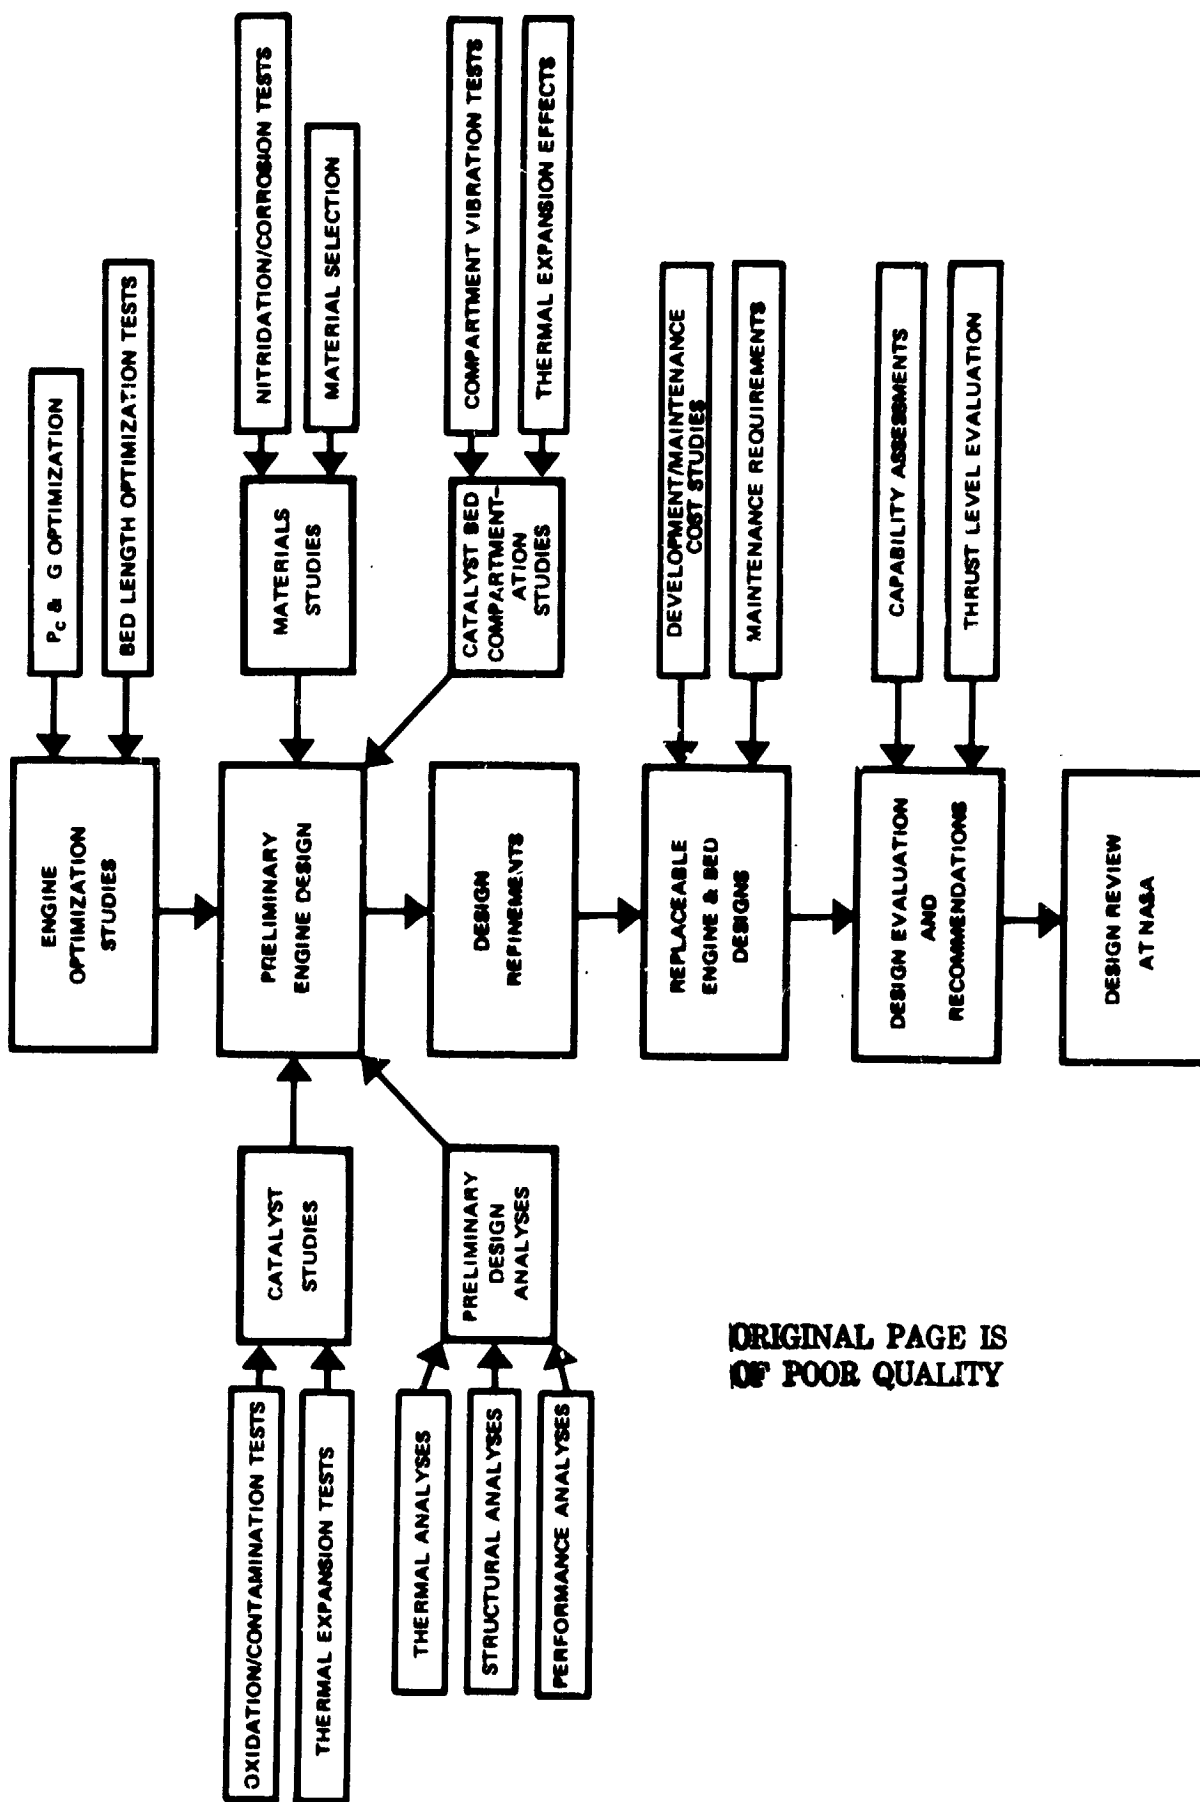 P_c & G OPTIMIZATION
BED LENGTH OPTIMIZATION TESTS
ENGINE
OPTIMIZATION
STUDIES
NITRIDATION/CORROSION TESTS
MATERIAL SELECTION
MATERIALS
STUDIES
PRELIMINARY
ENGINE DESIGN
CATALYST
STUDIES
OXIDATION/CONTAMINATION TESTS
THERMAL EXPANSION TESTS
COMPARTMENT VIBRATION TESTS
THERMAL EXPANSION EFFECTS
CATALYST BED
COMPARTMENT-
ATION
STUDIES
DESIGN
REFINEMENTS
PRELIMINARY
DESIGN
ANALYSES
THERMAL ANALYSES
STRUCTURAL ANALYSES
PERFORMANCE ANALYSES
DEVELOPMENT/MAINTENANCE
COST STUDIES
MAINTENANCE REQUIREMENTS
REPLACEABLE
ENGINE & BED
DESIGNS
CAPABILITY ASSESSMENTS
THRUST LEVEL EVALUATION
DESIGN EVALUATION
AND
RECOMMENDATIONS
DESIGN REVIEW
AT NASA
ORIGINAL PAGE IS
OF POOR QUALITY